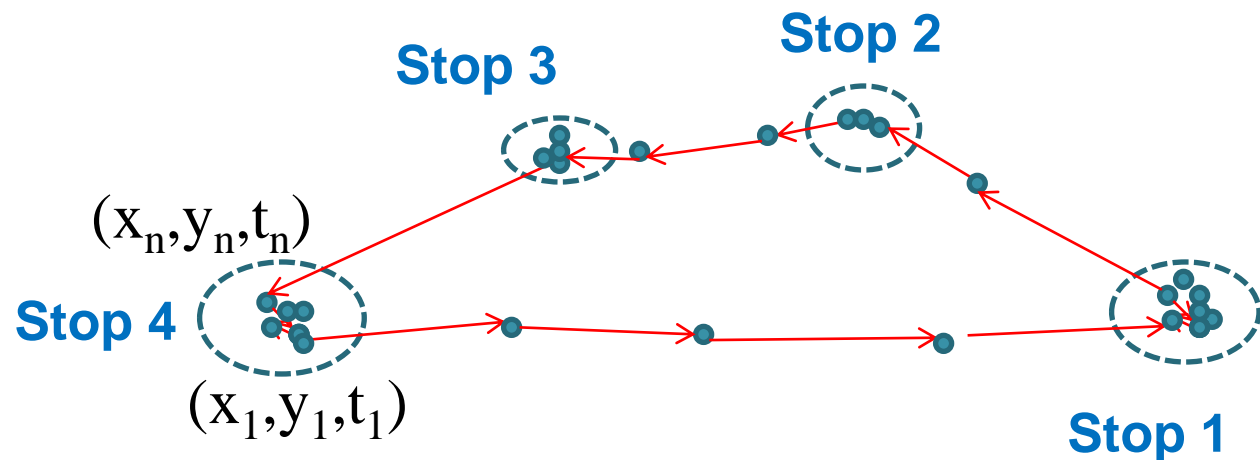 Stop 2
Stop 3
(xₙ,yₙ,tₙ)
Stop 4
(x₁,y₁,t₁)
Stop 1